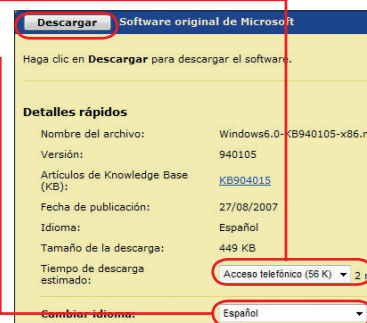 Descargar Software original de Microsoft
Haga clic en Descargar para descargar el software.
Detalles rápidos
Nombre del archivo: Windows6.0-KB940105-x86.m
Versión: 940105
Artículos de Knowledge Base
(KB): KB904015
Fecha de publicación: 27/08/2007
Idioma: Español
Tamaño de la descarga: 449 KB
Tiempo de descarga
estimado: Acceso telefónico (56 K) 2
Cambiar idioma: Español